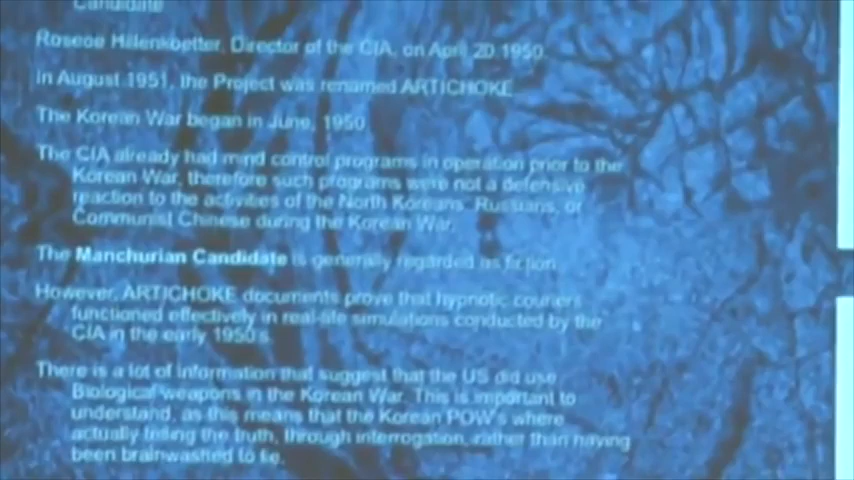 Candidate
Roscoe Hillenkoetter, Director of the CIA, on April 20 1950.
In August 1951, the Project was renamed ARTICHOKE
The Korean War began in June, 1950
The CIA already had mind control programs in operation prior to the
Korean War, therefore such programs were not a defensive
reaction to the activities of the North Koreans, Russians, or
Communist Chinese during the Korean War.
The Manchurian Candidate is generally regarded as fiction
However, ARTICHOKE documents prove that hypnotic couriers
functioned effectively in real-life simulations conducted by the
CIA in the early 1950's
There is a lot of information that suggest that the US did use
Biological weapons in the Korean War. This is important to
understand, as this means that the Korean POW's where
actually telling the truth, through interrogation, rather than having
been brainwashed to lie.